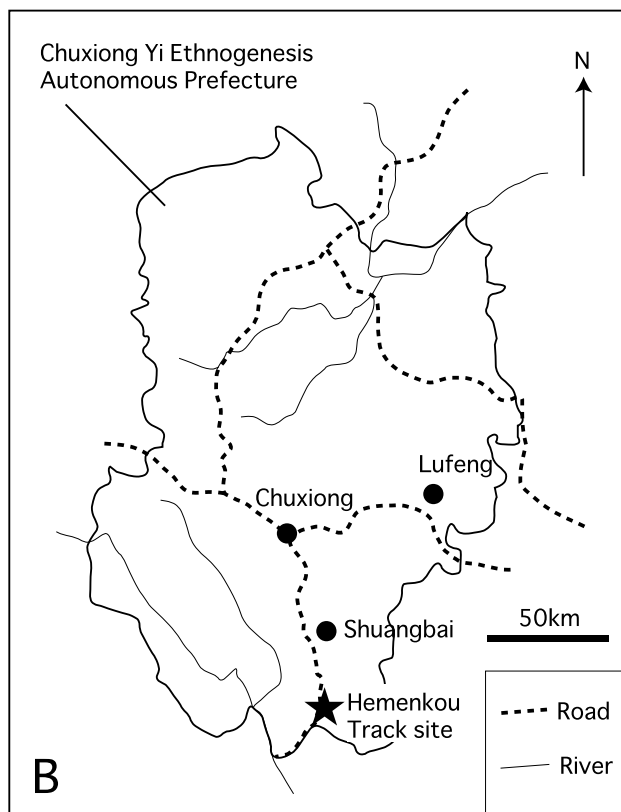 Chuxiong Yi Ethnogenesis
Autonomous Prefecture
N
Lufeng
Chuxiong
50km
Shuangbai
Hemenkou
Track site
Road
River
B